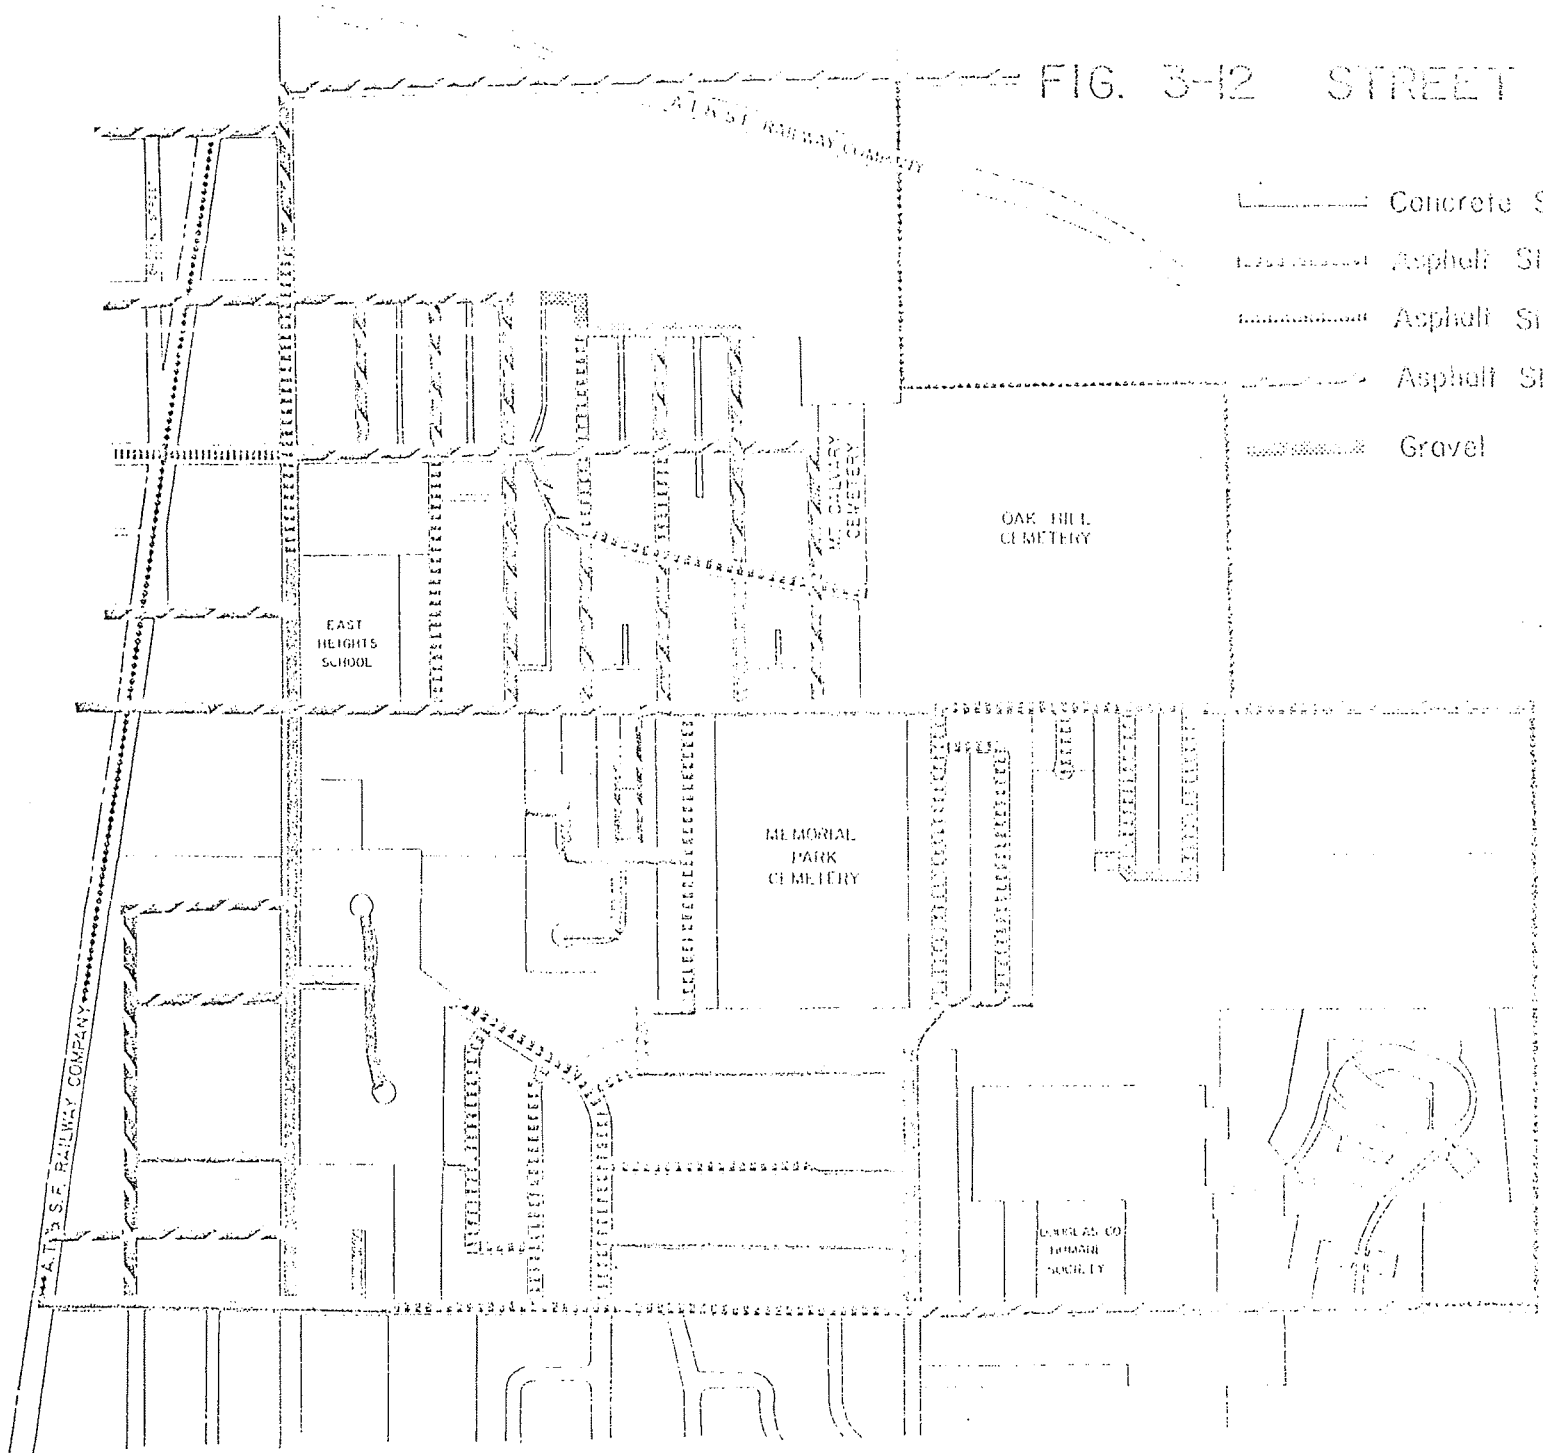 FIG. 3-12 STREET
RAILWAY COMPANY
Concrete S
Asphalt St
Asphalt St
Asphalt St
Gravel
STREET
MT CALVARY
CEMETERY
OAK HILL
CEMETERY
EAST
HEIGHTS
SCHOOL
MEMORIAL
PARK
CEMETERY
A.T. & S.F. RAILWAY COMPANY
DOUGLAS CO
HUMANE
SOCIETY